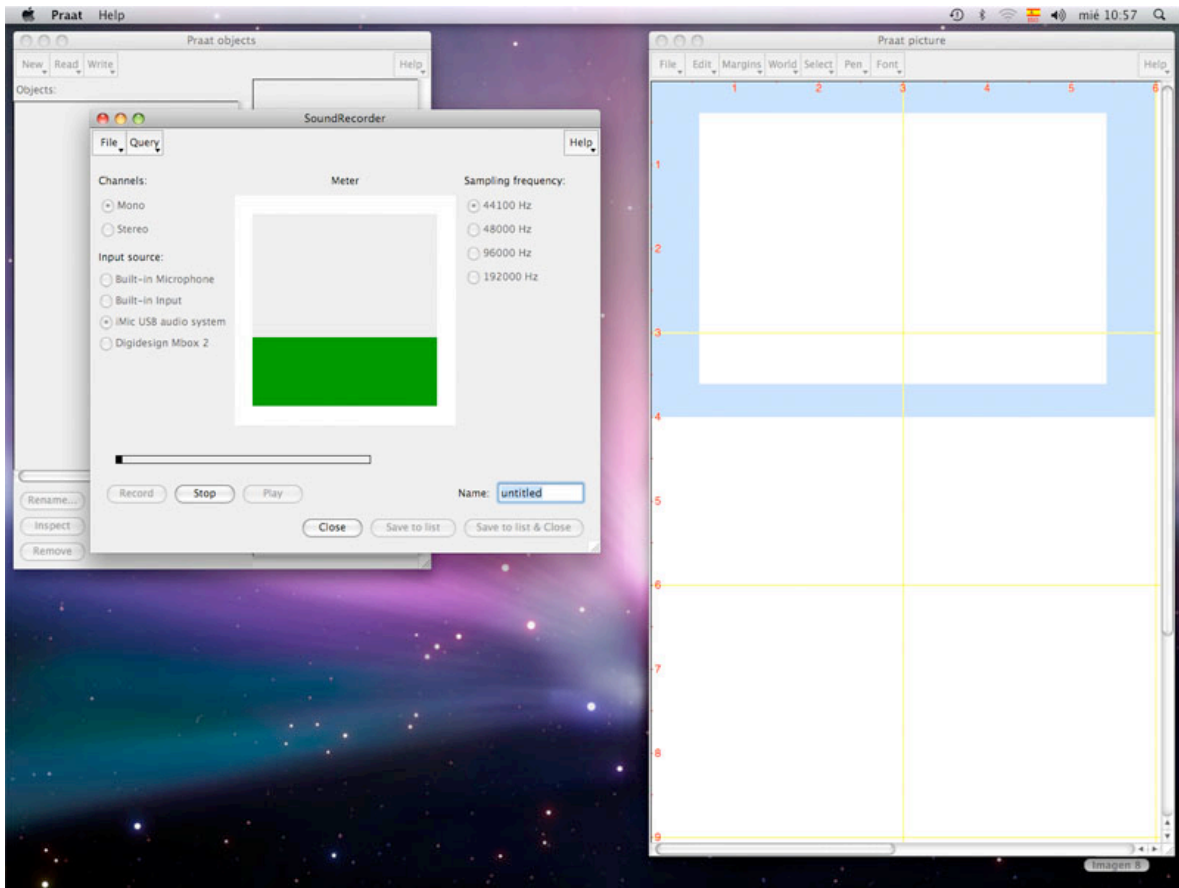 Praat Help
mié 10:57
Praat objects
New Read Write Help
Objects:
Rename...
Inspect
Remove
SoundRecorder
File Query Help
Channels: Meter Sampling frequency:
Mono 44100 Hz
Stereo 48000 Hz
Input source: 96000 Hz
Built-in Microphone 192000 Hz
Built-in Input
iMic USB audio system
Digidesign Mbox 2
Record Stop Play Name: untitled
Close Save to list Save to list & Close
Praat picture
File Edit Margins World Select Pen Font Help
1 2 3 4 5 6
1
2
3
4
5
6
7
8
9
Imagen 8